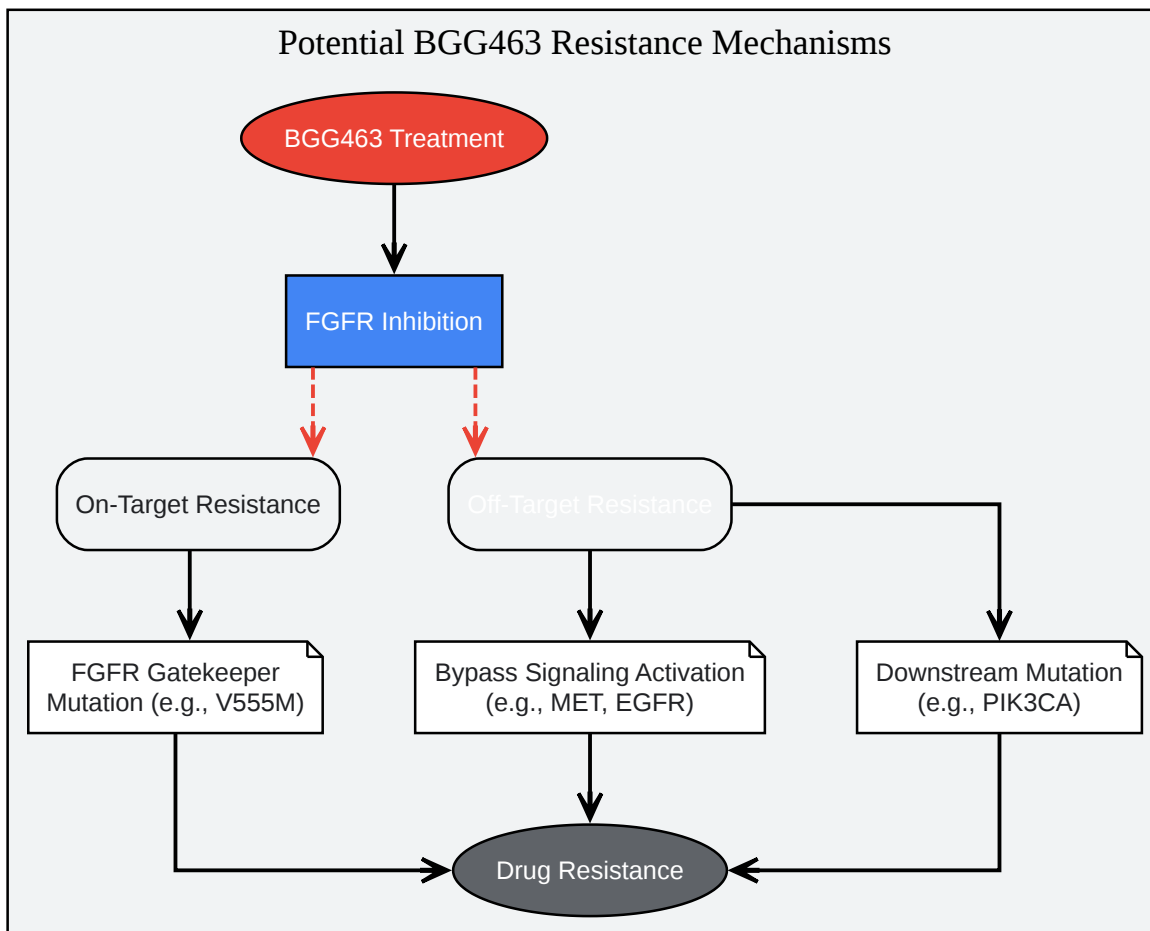 Potential BGG463 Resistance Mechanisms
BGG463 Treatment
FGFR Inhibition
On-Target Resistance
Off-Target Resistance
FGFR Gatekeeper
Mutation (e.g., V555M)
Bypass Signaling Activation
(e.g., MET, EGFR)
Downstream Mutation
(e.g., PIK3CA)
Drug Resistance